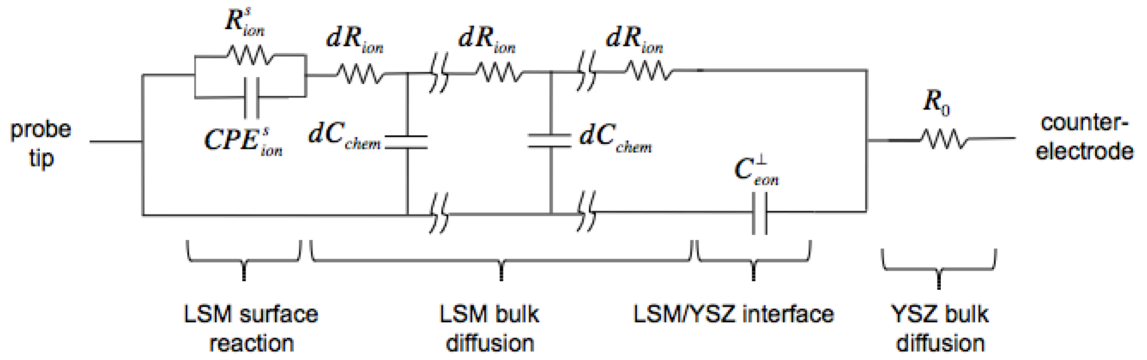 R^s_ion
dR_ion
dR_ion
dR_ion
probe
tip
CPE^s_ion
dC_chem
dC_chem
C^⊥_eon
R_0
counter-
electrode
LSM surface
reaction
LSM bulk
diffusion
LSM/YSZ interface
YSZ bulk
diffusion